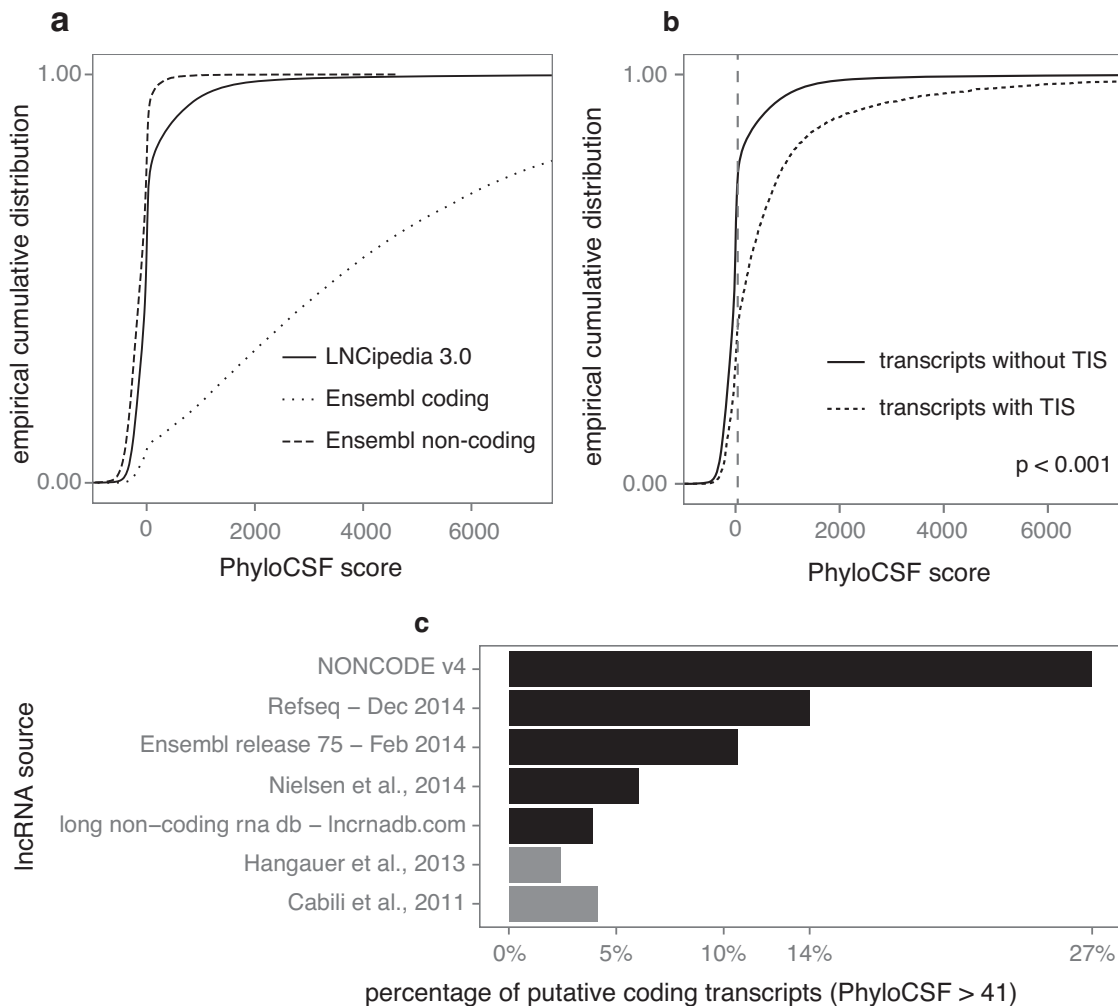 a
1.00
0.00
empirical cumulative distribution
LNCipedia 3.0
Ensembl coding
Ensembl non-coding
0
2000
4000
6000
PhyloCSF score
b
1.00
0.00
empirical cumulative distribution
transcripts without TIS
transcripts with TIS
p < 0.001
0
2000
4000
6000
PhyloCSF score
c
lncRNA source
NONCODE v4
Refseq − Dec 2014
Ensembl release 75 − Feb 2014
Nielsen et al., 2014
long non−coding rna db − lncrnadb.com
Hangauer et al., 2013
Cabili et al., 2011
0%
5%
10%
14%
27%
percentage of putative coding transcripts (PhyloCSF > 41)